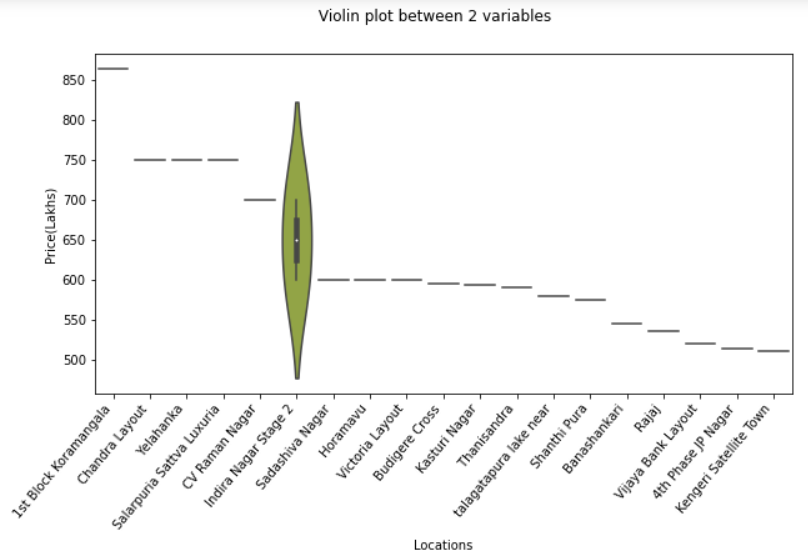 Violin plot between 2 variables
Price(Lakhs)
850
800
750
700
650
600
550
500
1st Block Koramangala
Chandra Layout
Yelahanka
Salarpuria Sattva Luxuria
CV Raman Nagar
Indira Nagar Stage 2
Sadashiva Nagar
Horamavu
Victoria Layout
Budigere Cross
Kasturi Nagar
Thanisandra
talagatapura lake near
Shanthi Pura
Banashankari
Rajaj
Vijaya Bank Layout
4th Phase JP Nagar
Kengeri Satellite Town
Locations